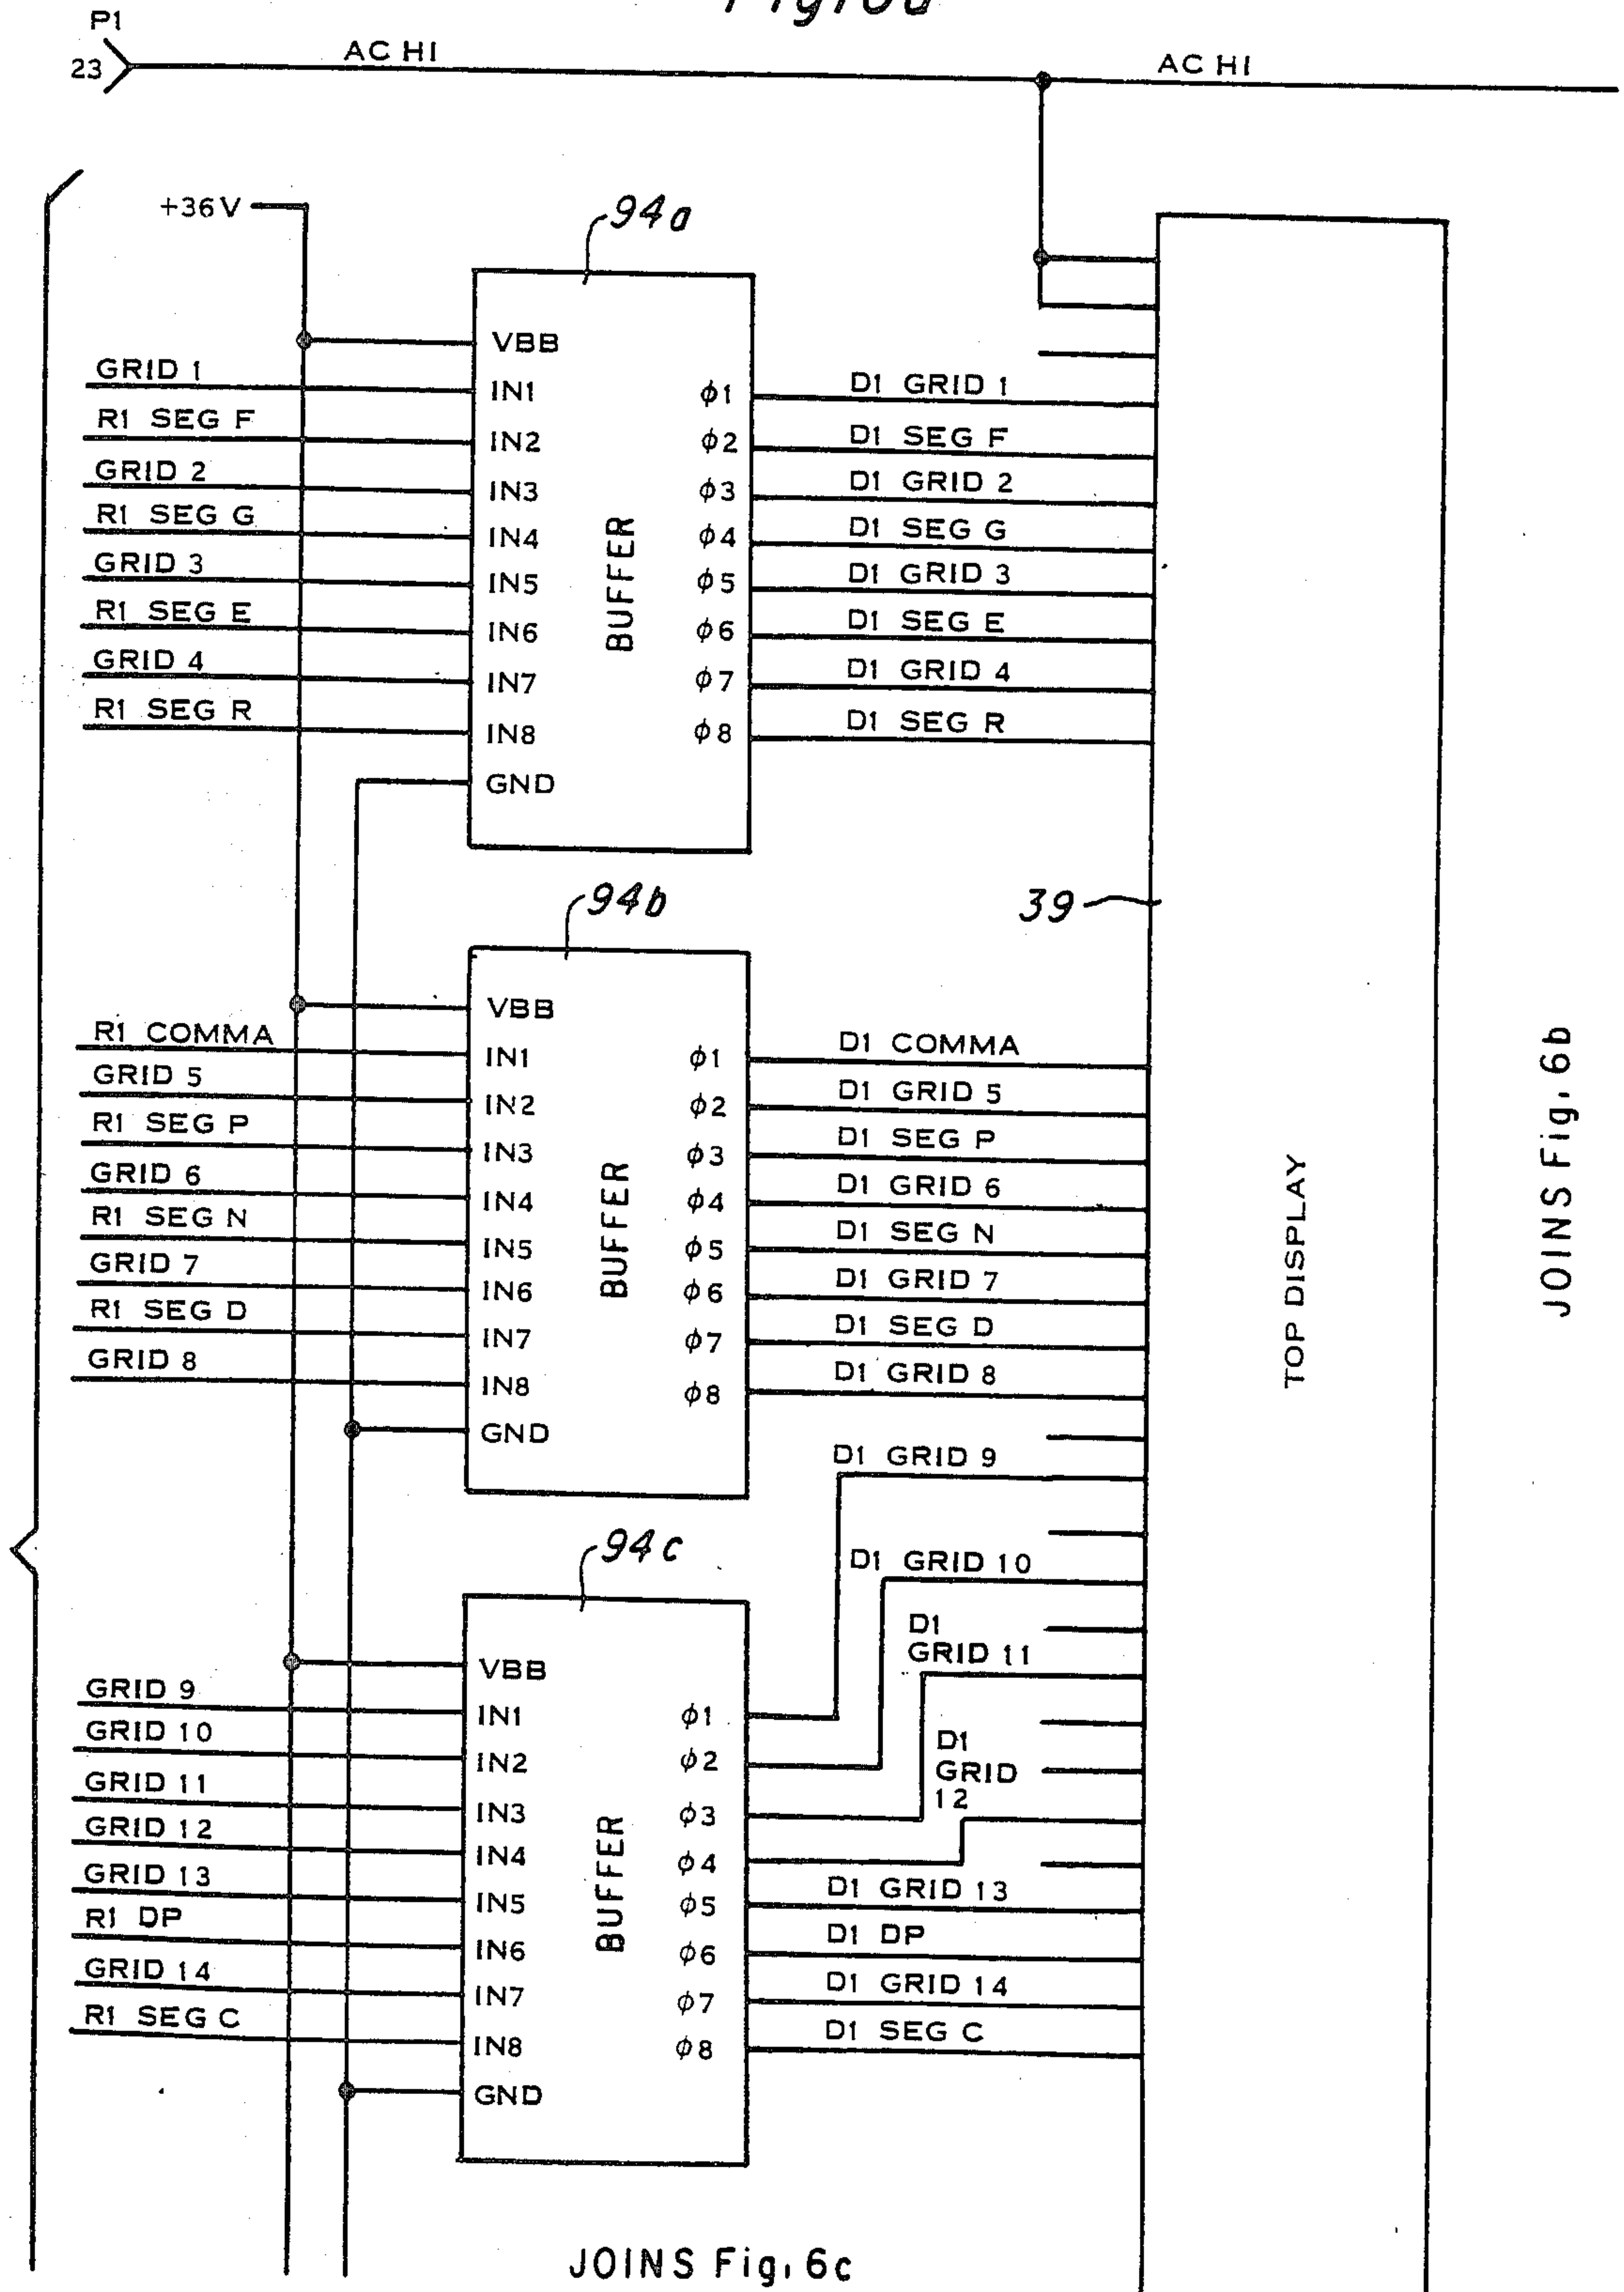 P1
23
AC HI
AC HI
+36V
94a
VBB
GRID 1
IN1
φ1
D1 GRID 1
R1 SEG F
IN2
φ2
D1 SEG F
GRID 2
IN3
φ3
D1 GRID 2
R1 SEG G
IN4
φ4
D1 SEG G
GRID 3
IN5
φ5
D1 GRID 3
R1 SEG E
IN6
φ6
D1 SEG E
GRID 4
IN7
φ7
D1 GRID 4
R1 SEG R
IN8
φ8
D1 SEG R
GND
BUFFER
94b
39
VBB
R1 COMMA
IN1
φ1
D1 COMMA
GRID 5
IN2
φ2
D1 GRID 5
R1 SEG P
IN3
φ3
D1 SEG P
GRID 6
IN4
φ4
D1 GRID 6
R1 SEG N
IN5
φ5
D1 SEG N
GRID 7
IN6
φ6
D1 GRID 7
R1 SEG D
IN7
φ7
D1 SEG D
GRID 8
IN8
φ8
D1 GRID 8
GND
BUFFER
TOP DISPLAY
JOINS Fig. 6b
D1 GRID 9
94c
D1 GRID 10
D1
GRID 11
VBB
GRID 9
IN1
φ1
GRID 10
IN2
φ2
D1
GRID
12
GRID 11
IN3
φ3
GRID 12
IN4
φ4
GRID 13
IN5
φ5
D1 GRID 13
R1 DP
IN6
φ6
D1 DP
GRID 14
IN7
φ7
D1 GRID 14
R1 SEG C
IN8
φ8
D1 SEG C
GND
BUFFER
JOINS Fig. 6c